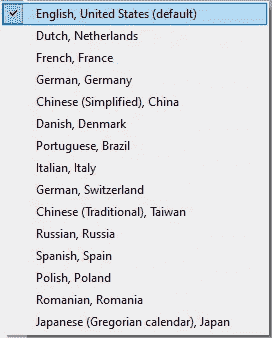 English, United States (default)
Dutch, Netherlands
French, France
German, Germany
Chinese (Simplified), China
Danish, Denmark
Portuguese, Brazil
Italian, Italy
German, Switzerland
Chinese (Traditional), Taiwan
Russian, Russia
Spanish, Spain
Polish, Poland
Romanian, Romania
Japanese (Gregorian calendar), Japan